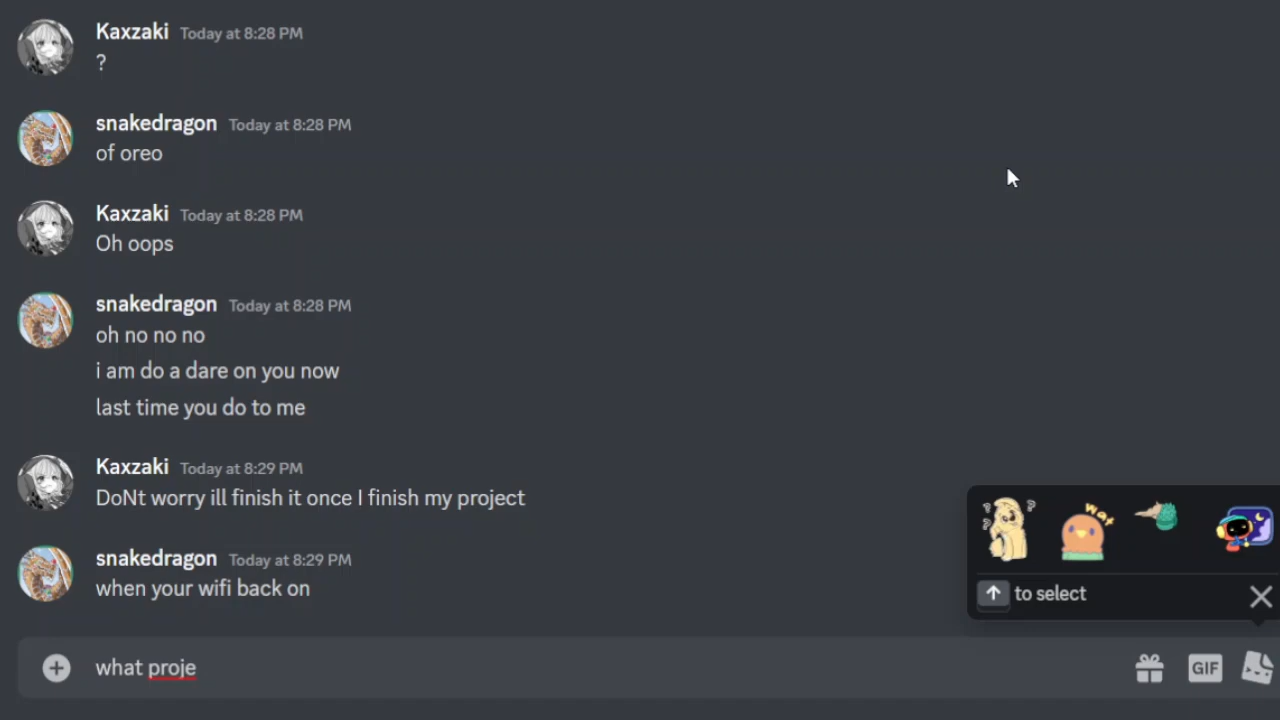 Kaxzaki Today at 8:28 PM
?
snakedragon Today at 8:28 PM
of oreo
Kaxzaki Today at 8:28 PM
Oh oops
snakedragon Today at 8:28 PM
oh no no no
i am do a dare on you now
last time you do to me
Kaxzaki Today at 8:29 PM
DoNt worry ill finish it once I finish my project
snakedragon Today at 8:29 PM
when your wifi back on
? ? ?
wat
to select
what proje
GIF